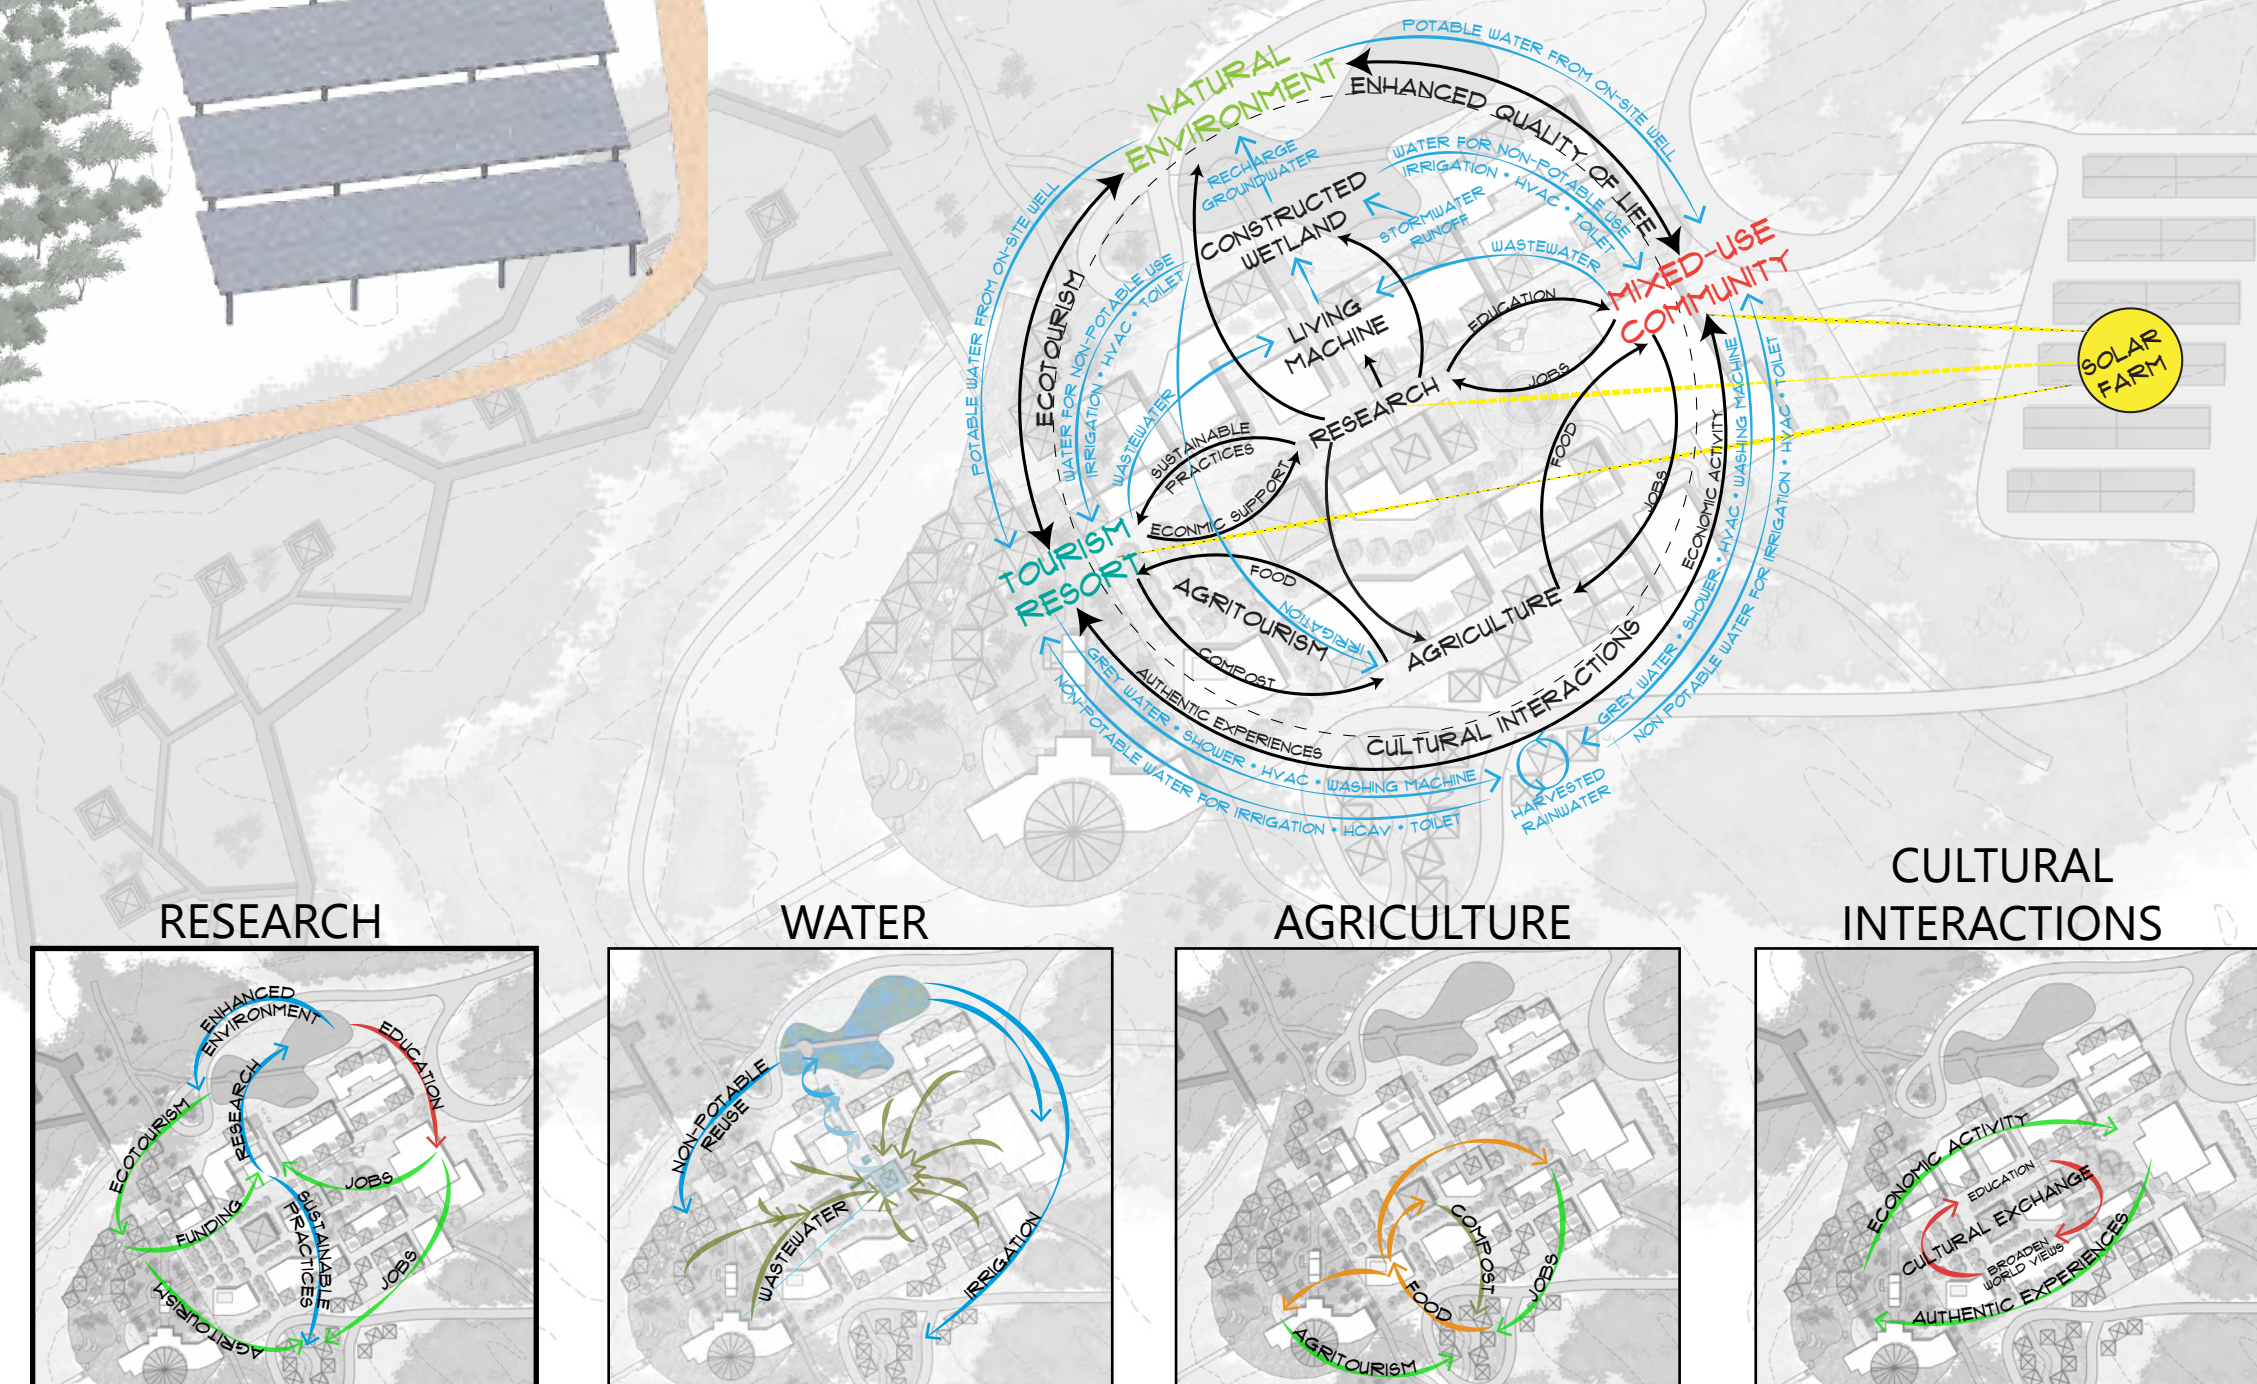 POTABLE WATER FROM ON-SITE WELL
NATURAL
ENVIRONMENT
ENHANCED QUALITY OF LIFE
RECHARGE
GROUNDWATER
WATER FOR NON-POTABLE USE
IRRIGATION * HVAC * TOILET
CONSTRUCTED
WETLAND
STORMWATER
RUNOFF
WASTEWATER
MIXED-USE
COMMUNITY
POTABLE WATER FROM ON-SITE WELL
ECOTOURISM
WATER FOR NON-POTABLE USE
IRRIGATION * HVAC * TOILET
WASTEWATER
LIVING
MACHINE
EDUCATION
JOBS
RESEARCH
SOLAR
FARM
SUSTAINABLE
PRACTICES
ECONMIC SUPPORT
FOOD
JOBS
ECONOMIC ACTIVITY
GREY WATER * SHOWER * HVAC * WASHING MACHINE
NON POTABLE WATER FOR IRRIGATION * HVAC * TOILET
TOURISM
RESORT
FOOD
AGRITOURISM
IRRIGATION
COMPOST
AGRICULTURE
CULTURAL INTERACTIONS
AUTHENTIC EXPERIENCES
GREY WATER * SHOWER * HVAC * WASHING MACHINE
NON-POTABLE WATER FOR IRRIGATION * HCAV * TOILET
HARVESTED
RAINWATER
RESEARCH
ENHANCED
ENVIRONMENT
EDUCATION
RESEARCH
ECOTOURISM
JOBS
FUNDING
SUSTAINABLE
PRACTICES
JOBS
AGRITOURISM
WATER
NON-POTABLE
REUSE
WASTEWATER
IRRIGATION
AGRICULTURE
COMPOST
JOBS
FOOD
AGRITOURISM
CULTURAL
INTERACTIONS
ECONOMIC ACTIVITY
EDUCATION
CULTURAL EXCHANGE
BROADEN
WORLD VIEWS
AUTHENTIC EXPERIENCES